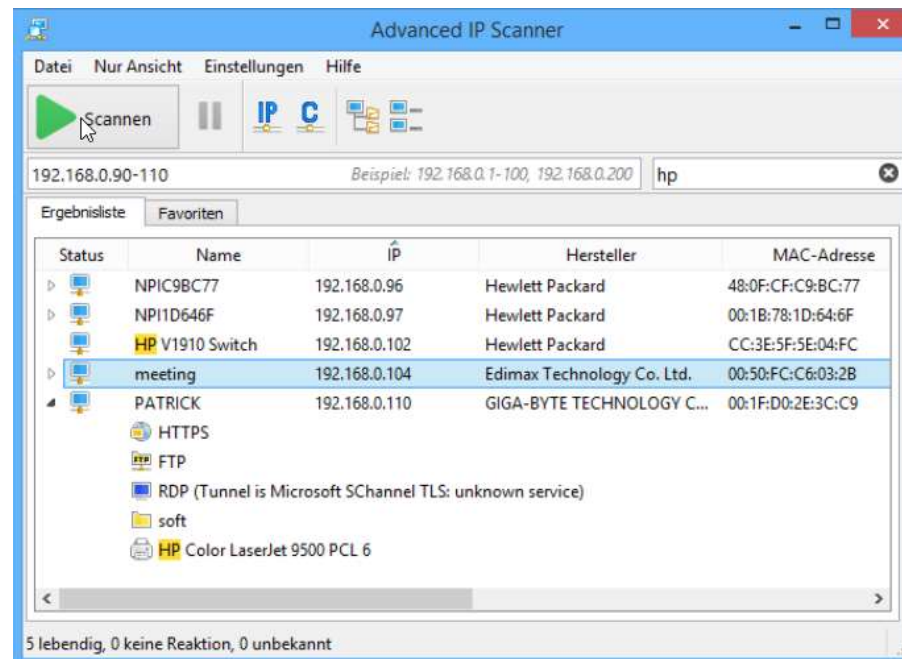 Advanced IP Scanner
Datei Nur Ansicht Einstellungen Hilfe
Scannen IP C
192.168.0.90-110 Beispiel: 192.168.0.1-100, 192.168.0.200 hp
Ergebnisliste Favoriten
Status Name IP Hersteller MAC-Adresse
NPIC9BC77 192.168.0.96 Hewlett Packard 48:0F:CF:C9:BC:77
NPI1D646F 192.168.0.97 Hewlett Packard 00:1B:78:1D:64:6F
HP V1910 Switch 192.168.0.102 Hewlett Packard CC:3E:5F:5E:04:FC
meeting 192.168.0.104 Edimax Technology Co. Ltd. 00:50:FC:C6:03:2B
PATRICK 192.168.0.110 GIGA-BYTE TECHNOLOGY C... 00:1F:D0:2E:3C:C9
HTTPS
FTP FTP
RDP (Tunnel is Microsoft SChannel TLS: unknown service)
soft
HP Color LaserJet 9500 PCL 6
5 lebendig, 0 keine Reaktion, 0 unbekannt